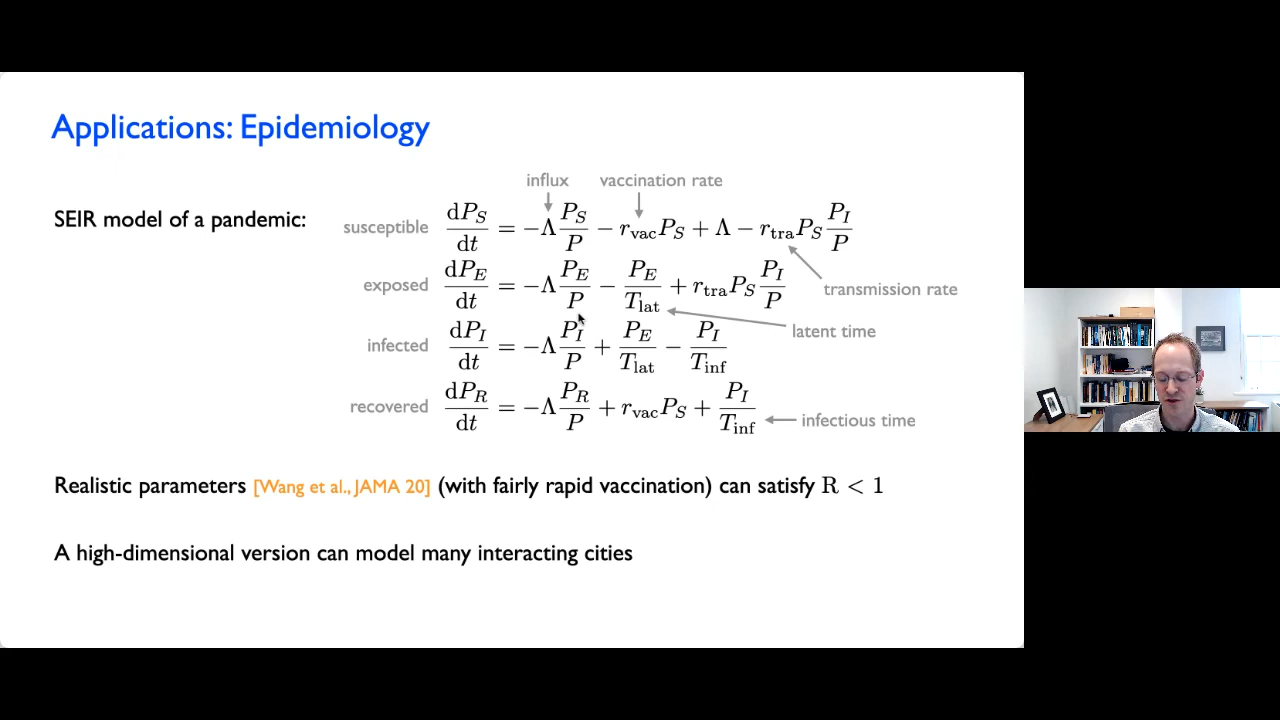 Applications: Epidemiology
influx vaccination rate
SEIR model of a pandemic:
susceptible dP_S/dt = −Λ P_S/P − r_vac P_S + Λ − r_tra P_S P_I/P
transmission rate
exposed dP_E/dt = −Λ P_E/P − P_E/T_lat + r_tra P_S P_I/P
latent time
infected dP_I/dt = −Λ P_I/P + P_E/T_lat − P_I/T_inf
recovered dP_R/dt = −Λ P_R/P + r_vac P_S + P_I/T_inf
infectious time
Realistic parameters [Wang et al., JAMA 20] (with fairly rapid vaccination) can satisfy R < 1
A high-dimensional version can model many interacting cities